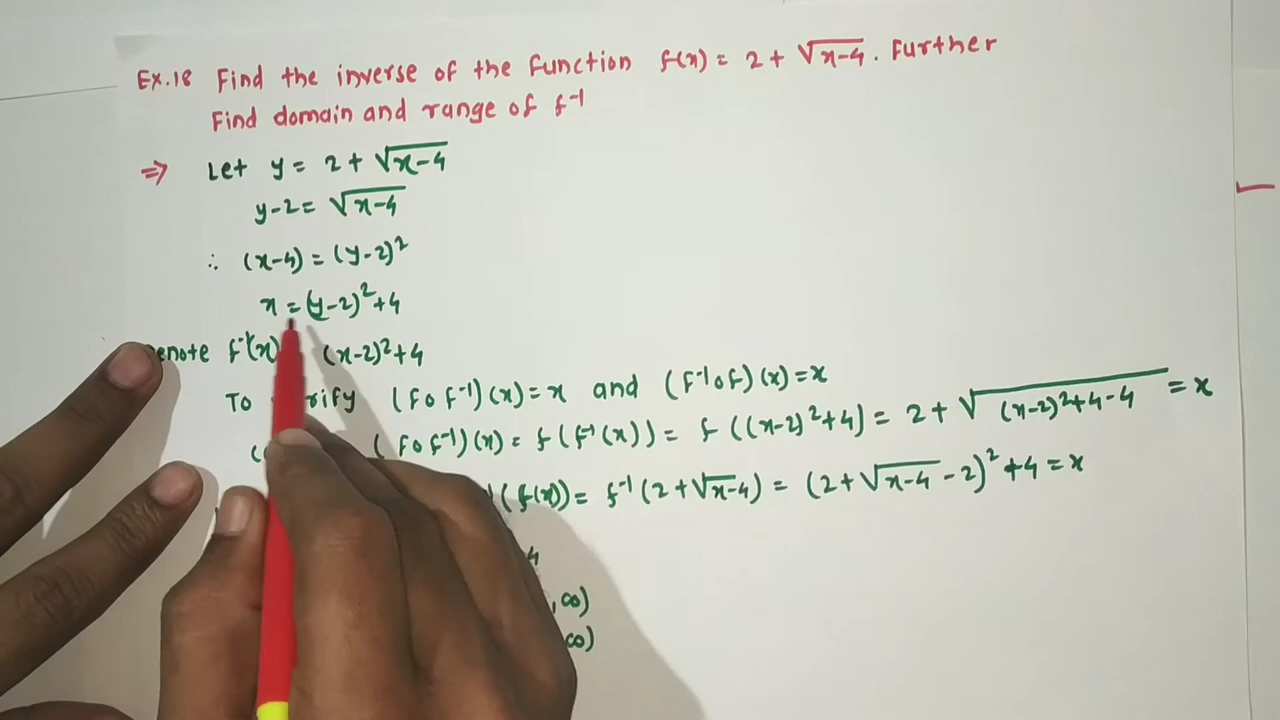 Ex.18 Find the inverse of the function f(x) = 2 + √(x-4). Further
Find domain and range of f⁻¹
⇒ Let y = 2 + √(x-4)
y-2 = √(x-4)
∴ (x-4) = (y-2)²
x = (y-2)² + 4
f⁻¹(x) (x-2)² + 4
To (f o f⁻¹)(x) = x and (f⁻¹ o f)(x) = x
(f o f⁻¹)(x) = f(f⁻¹(x)) = f((x-2)² + 4) = 2 + √((x-2)² + 4 - 4) = x
(f(x)) = f⁻¹(2 + √(x-4)) = (2 + √(x-4) - 2)² + 4 = x
4
, ∞)
∞)